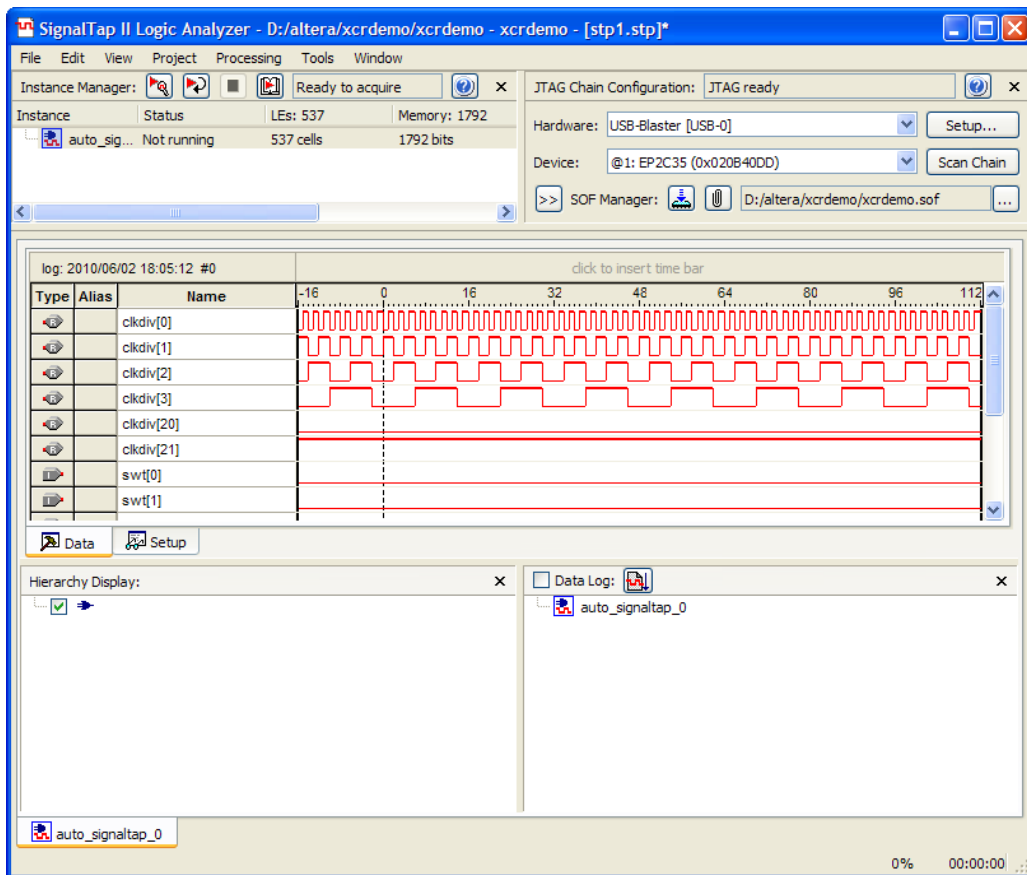 SignalTap II Logic Analyzer - D:/altera/xcrdemo/xcrdemo - xcrdemo - [stp1.stp]*
File Edit View Project Processing Tools Window
Instance Manager: Ready to acquire
Instance Status LEs: 537 Memory: 1792
auto_sig... Not running 537 cells 1792 bits
JTAG Chain Configuration: JTAG ready
Hardware: USB-Blaster [USB-0] Setup...
Device: @1: EP2C35 (0x020B40DD) Scan Chain
>> SOF Manager: D:/altera/xcrdemo/xcrdemo.sof ...
log: 2010/06/02 18:05:12 #0 click to insert time bar
Type Alias Name -16 0 16 32 48 64 80 96 112
clkdiv[0]
clkdiv[1]
clkdiv[2]
clkdiv[3]
clkdiv[20]
clkdiv[21]
swt[0]
swt[1]
Data Setup
Hierarchy Display:
Data Log:
auto_signaltap_0
auto_signaltap_0
0% 00:00:00